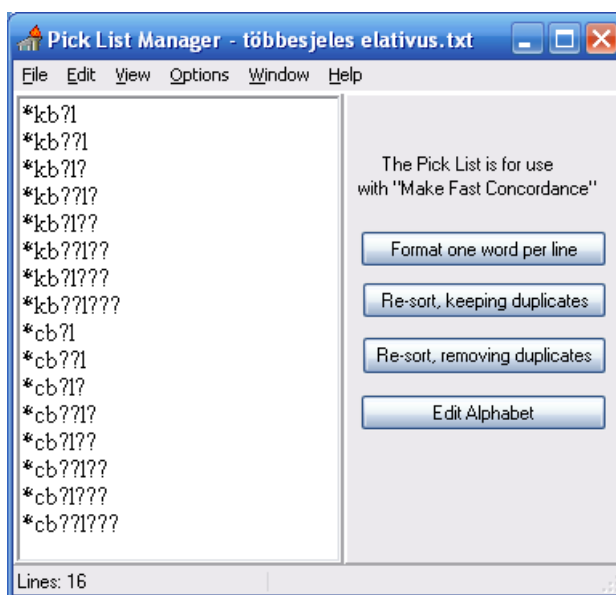 Pick List Manager - többesjeles elativus.txt
File Edit View Options Window Help
*kb?l
*kb??l
*kb?l?
*kb??l?
*kb?l??
*kb??l??
*kb?l???
*kb??l???
*cb?l
*cb??l
*cb?l?
*cb??l?
*cb?l??
*cb??l??
*cb?l???
*cb??l???
The Pick List is for use
with "Make Fast Concordance"
Format one word per line
Re-sort, keeping duplicates
Re-sort, removing duplicates
Edit Alphabet
Lines: 16